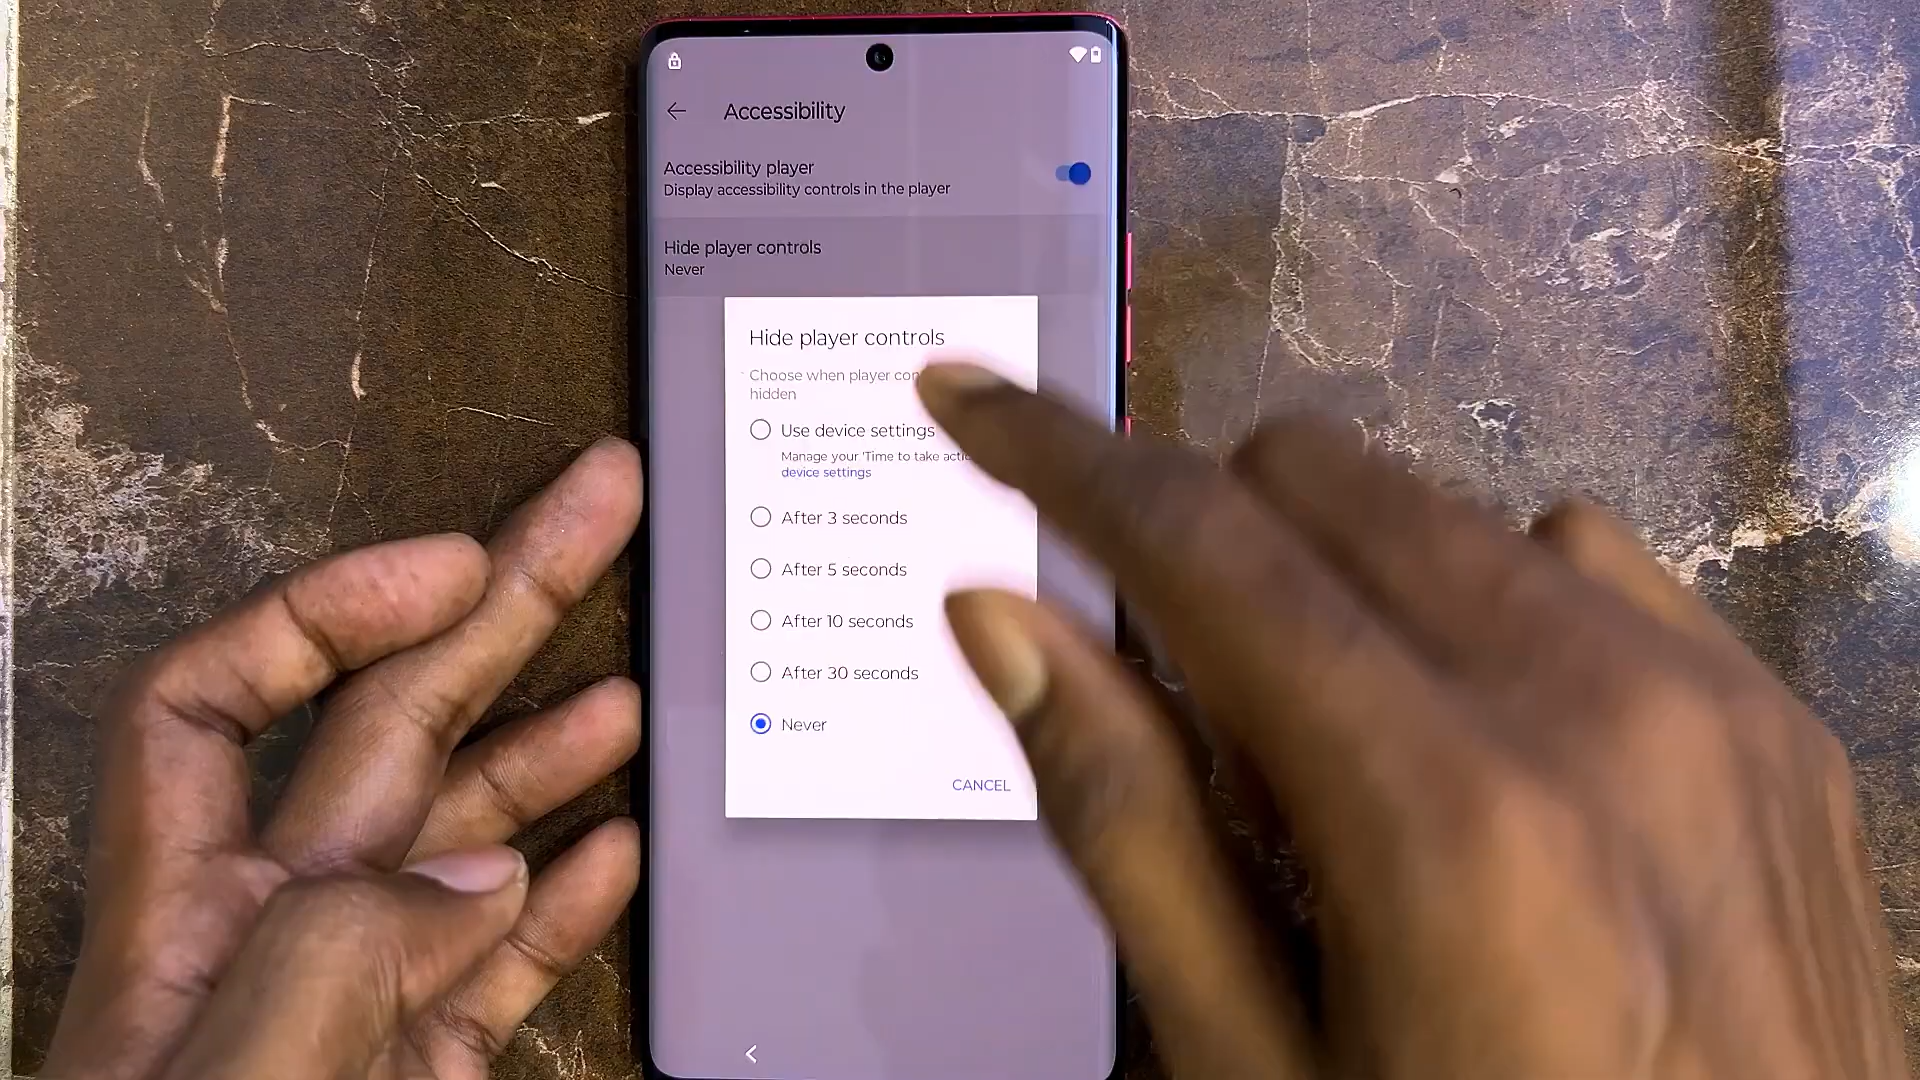 Accessibility
Accessibility player
Display accessibility controls in the player
Hide player controls
Never
Hide player controls
Choose when player
hidden
Use device settings
Manage your 'Time to take
device settings
After 3 seconds
After 5 seconds
After 10 seconds
After 30 seconds
Never
CANCEL